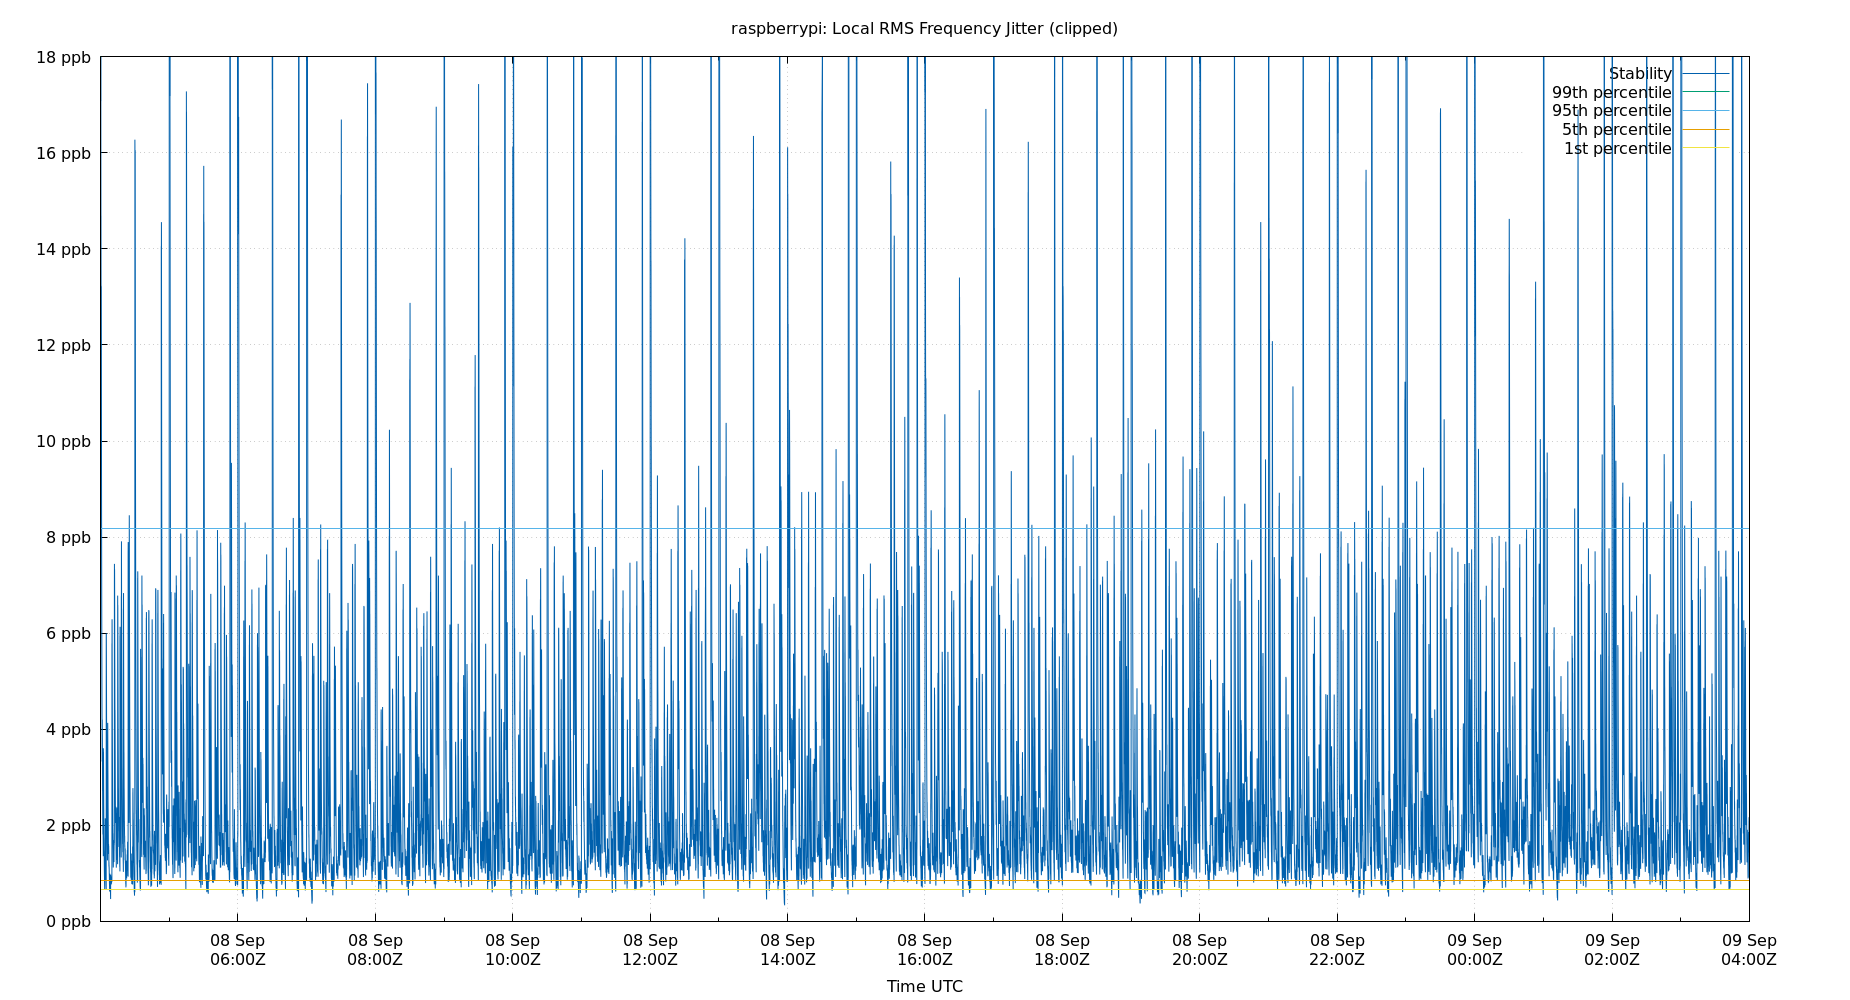 raspberrypi: Local RMS Frequency Jitter (clipped)
18 ppb
16 ppb
14 ppb
12 ppb
10 ppb
8 ppb
6 ppb
4 ppb
2 ppb
0 ppb
Stability
99th percentile
95th percentile
5th percentile
1st percentile
08 Sep 08 Sep 08 Sep 08 Sep 08 Sep 08 Sep 08 Sep 08 Sep 08 Sep 09 Sep 09 Sep 09 Sep
06:00Z 08:00Z 10:00Z 12:00Z 14:00Z 16:00Z 18:00Z 20:00Z 22:00Z 00:00Z 02:00Z 04:00Z
Time UTC